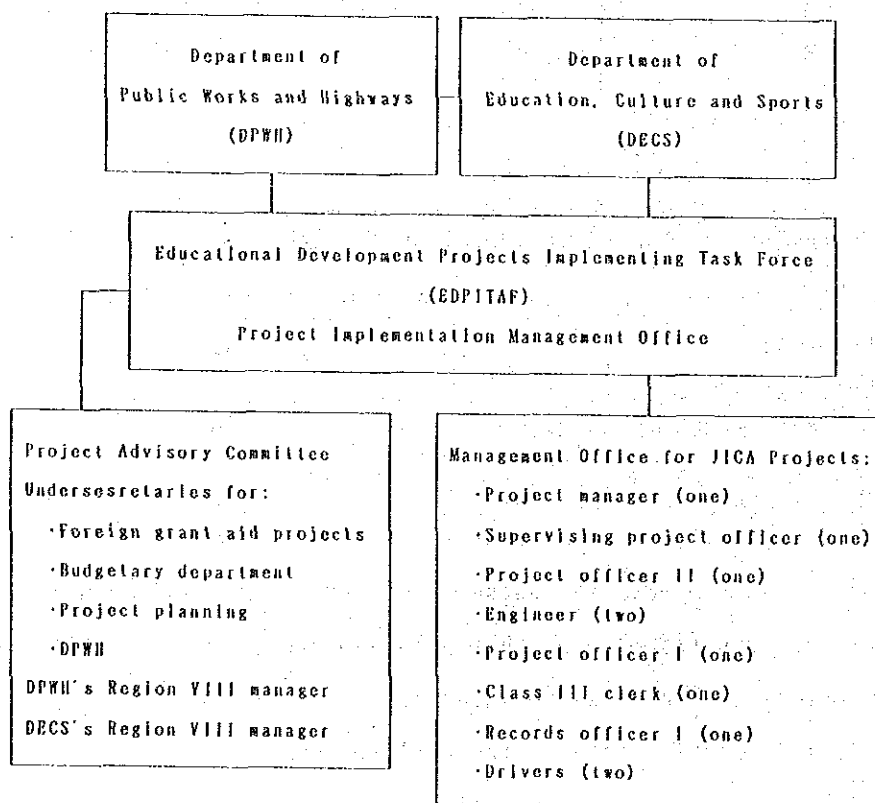 Department of
Public Works and Highways
(DPWH)
Department of
Education, Culture and Sports
(DECS)
Educational Development Projects Implementing Task Force
(EDPITAF)
Project Implementation Management Office
Project Advisory Committee
Undersesretaries for:
・Foreign grant aid projects
・Budgetary department
・Project planning
・DPWH
DPWH's Region VIII manager
DECS's Region VIII manager
Management Office for JICA Projects:
・Project manager (one)
・Supervising project officer (one)
・Project officer II (one)
・Engineer (two)
・Project officer I (one)
・Class III clerk (one)
・Records officer I (one)
・Drivers (two)